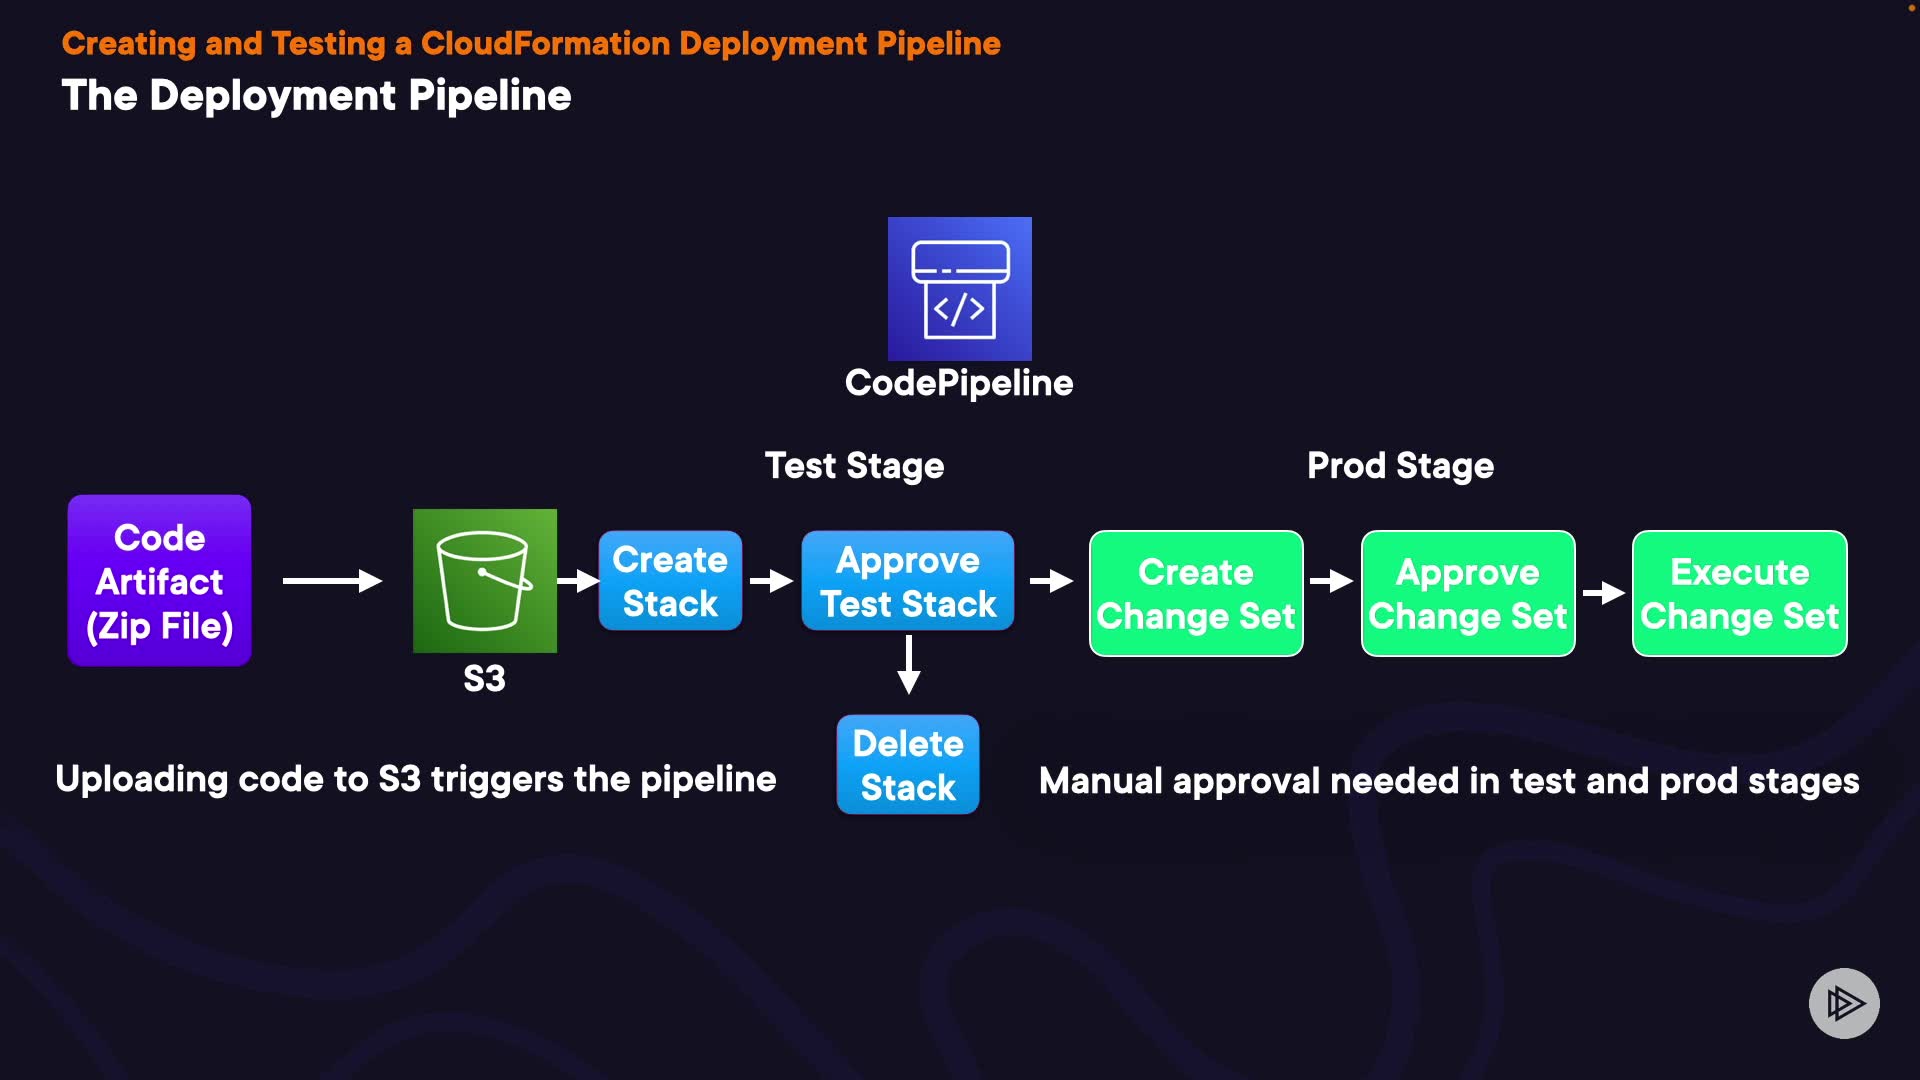 Creating and Testing a CloudFormation Deployment Pipeline
The Deployment Pipeline
</>
CodePipeline
Test Stage
Prod Stage
Code
Artifact
(Zip File)
S3
Create
Stack
Approve
Test Stack
Delete
Stack
Create
Change Set
Approve
Change Set
Execute
Change Set
Uploading code to S3 triggers the pipeline
Manual approval needed in test and prod stages